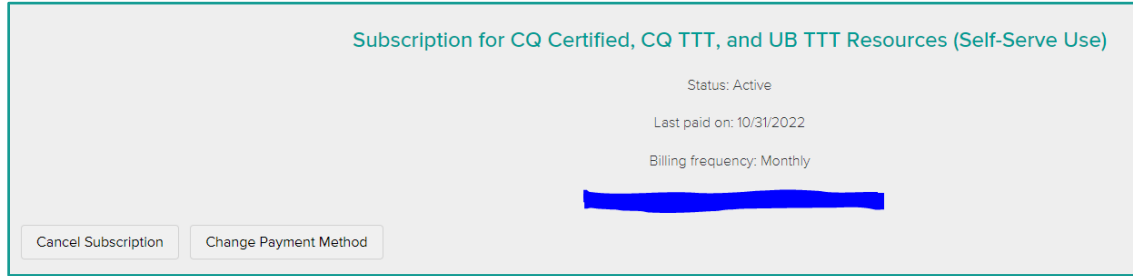 Subscription for CQ Certified, CQ TTT, and UB TTT Resources (Self-Serve Use)
Status: Active
Last paid on: 10/31/2022
Billing frequency: Monthly
Cancel Subscription Change Payment Method